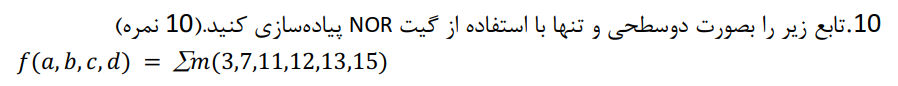 10.تابع زیر را بصورت دوسطحی و تنها با استفاده از گیت NOR پیاده‌سازی کنید.(10 نمره)
f(a,b,c,d) = Σm(3,7,11,12,13,15)